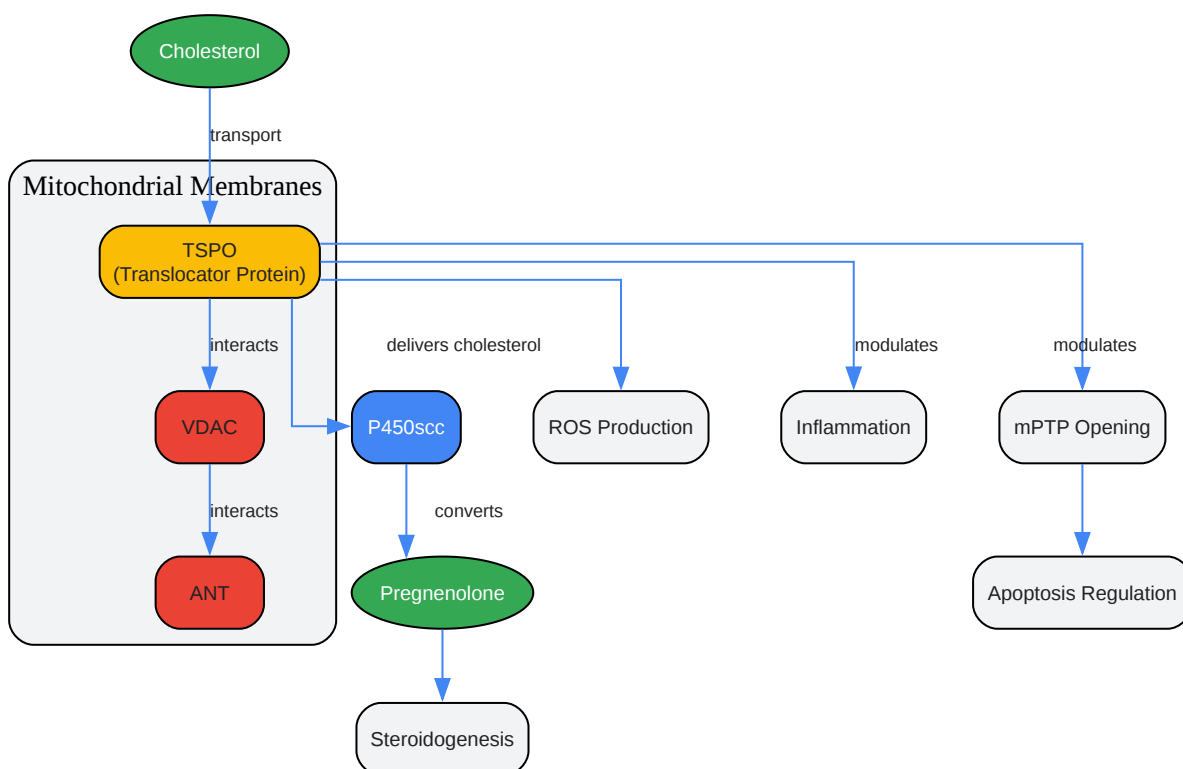 Cholesterol
transport
Mitochondrial Membranes
TSPO
(Translocator Protein)
interacts
delivers cholesterol
modulates
modulates
VDAC
P450scc
ROS Production
Inflammation
mPTP Opening
interacts
converts
ANT
Pregnenolone
Apoptosis Regulation
Steroidogenesis